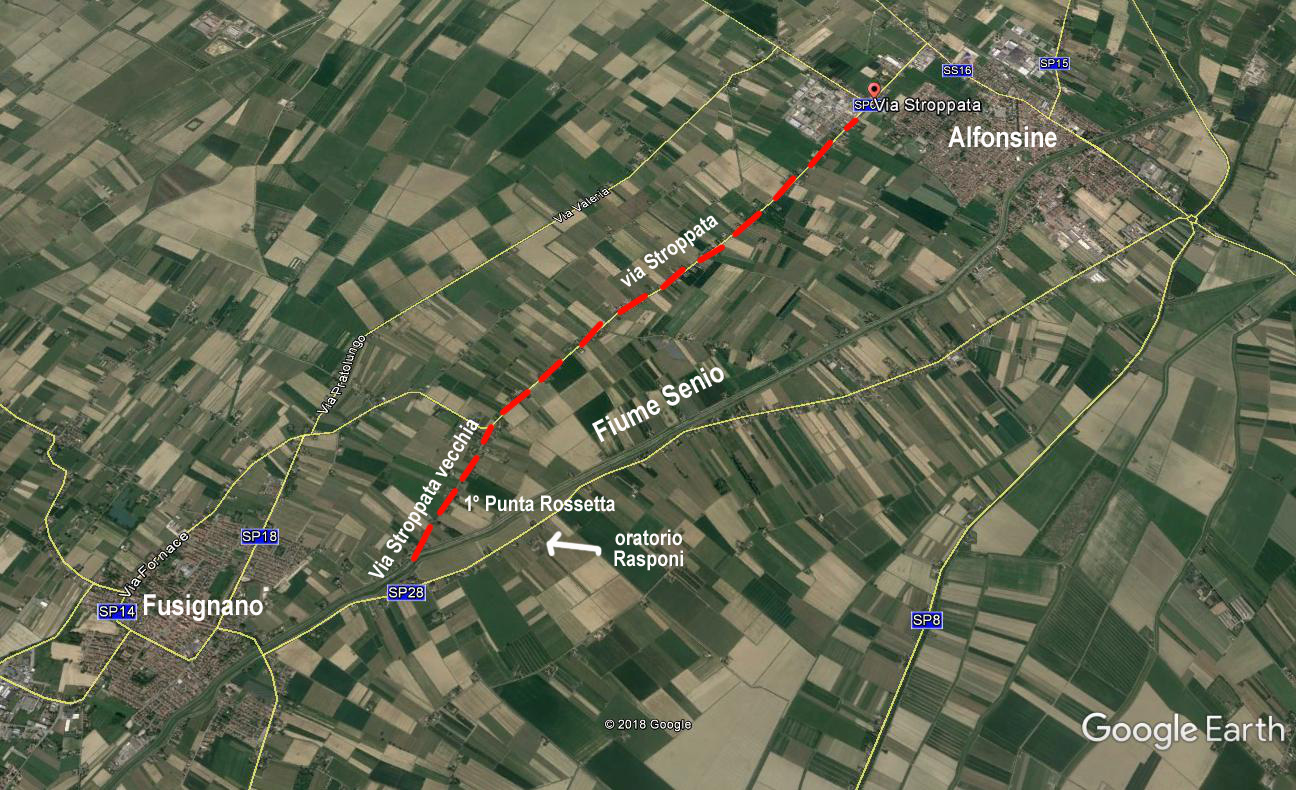 SS16
SP15
SP
Via Stroppata
Alfonsine
Via Valeria
via Stroppata
Via Pratolungo
Fiume Senio
Via Stroppata vecchia
1° Punta Rossetta
oratorio
Rasponi
Via Fornace
SP18
SP28
SP14
Fusignano
SP8
© 2018 Google
Google Earth